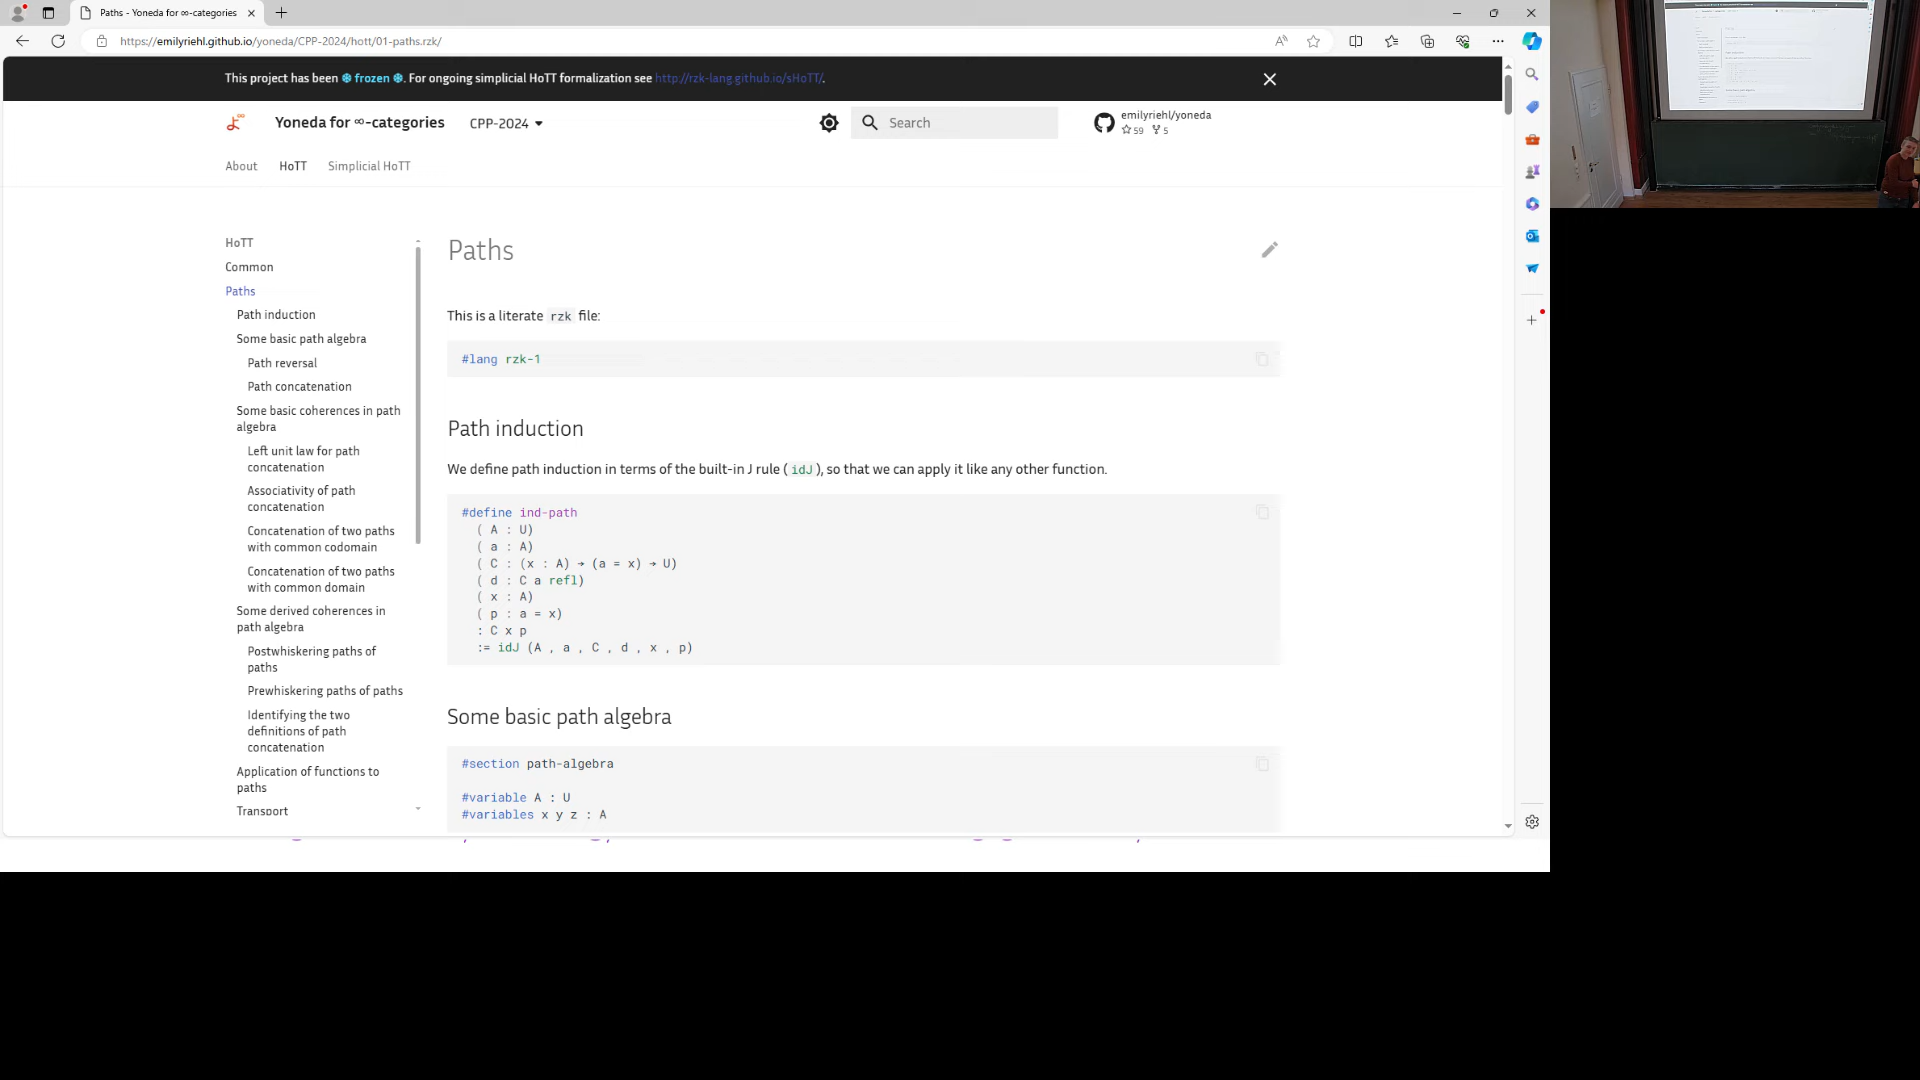 Paths - Yoneda for ∞-categories
https://emilyriehl.github.io/yoneda/CPP-2024/hott/01-paths.rzk/
This project has been ❄ frozen ❄. For ongoing simplicial HoTT formalization see http://rzk-lang.github.io/sHoTT/.
Yoneda for ∞-categories
CPP-2024
Search
emilyriehl/yoneda
59 5
About HoTT Simplicial HoTT
HoTT
Common
Paths
Path induction
Some basic path algebra
Path reversal
Path concatenation
Some basic coherences in path
algebra
Left unit law for path
concatenation
Associativity of path
concatenation
Concatenation of two paths
with common codomain
Concatenation of two paths
with common domain
Some derived coherences in
path algebra
Postwhiskering paths of
paths
Prewhiskering paths of paths
Identifying the two
definitions of path
concatenation
Application of functions to
paths
Transport
Paths
This is a literate rzk file:
#lang rzk-1
Path induction
We define path induction in terms of the built-in J rule ( idJ ), so that we can apply it like any other function.
#define ind-path
( A : U)
( a : A)
( C : (x : A) → (a = x) → U)
( d : C a refl)
( x : A)
( p : a = x)
: C x p
:= idJ (A , a , C , d , x , p)
Some basic path algebra
#section path-algebra
#variable A : U
#variables x y z : A